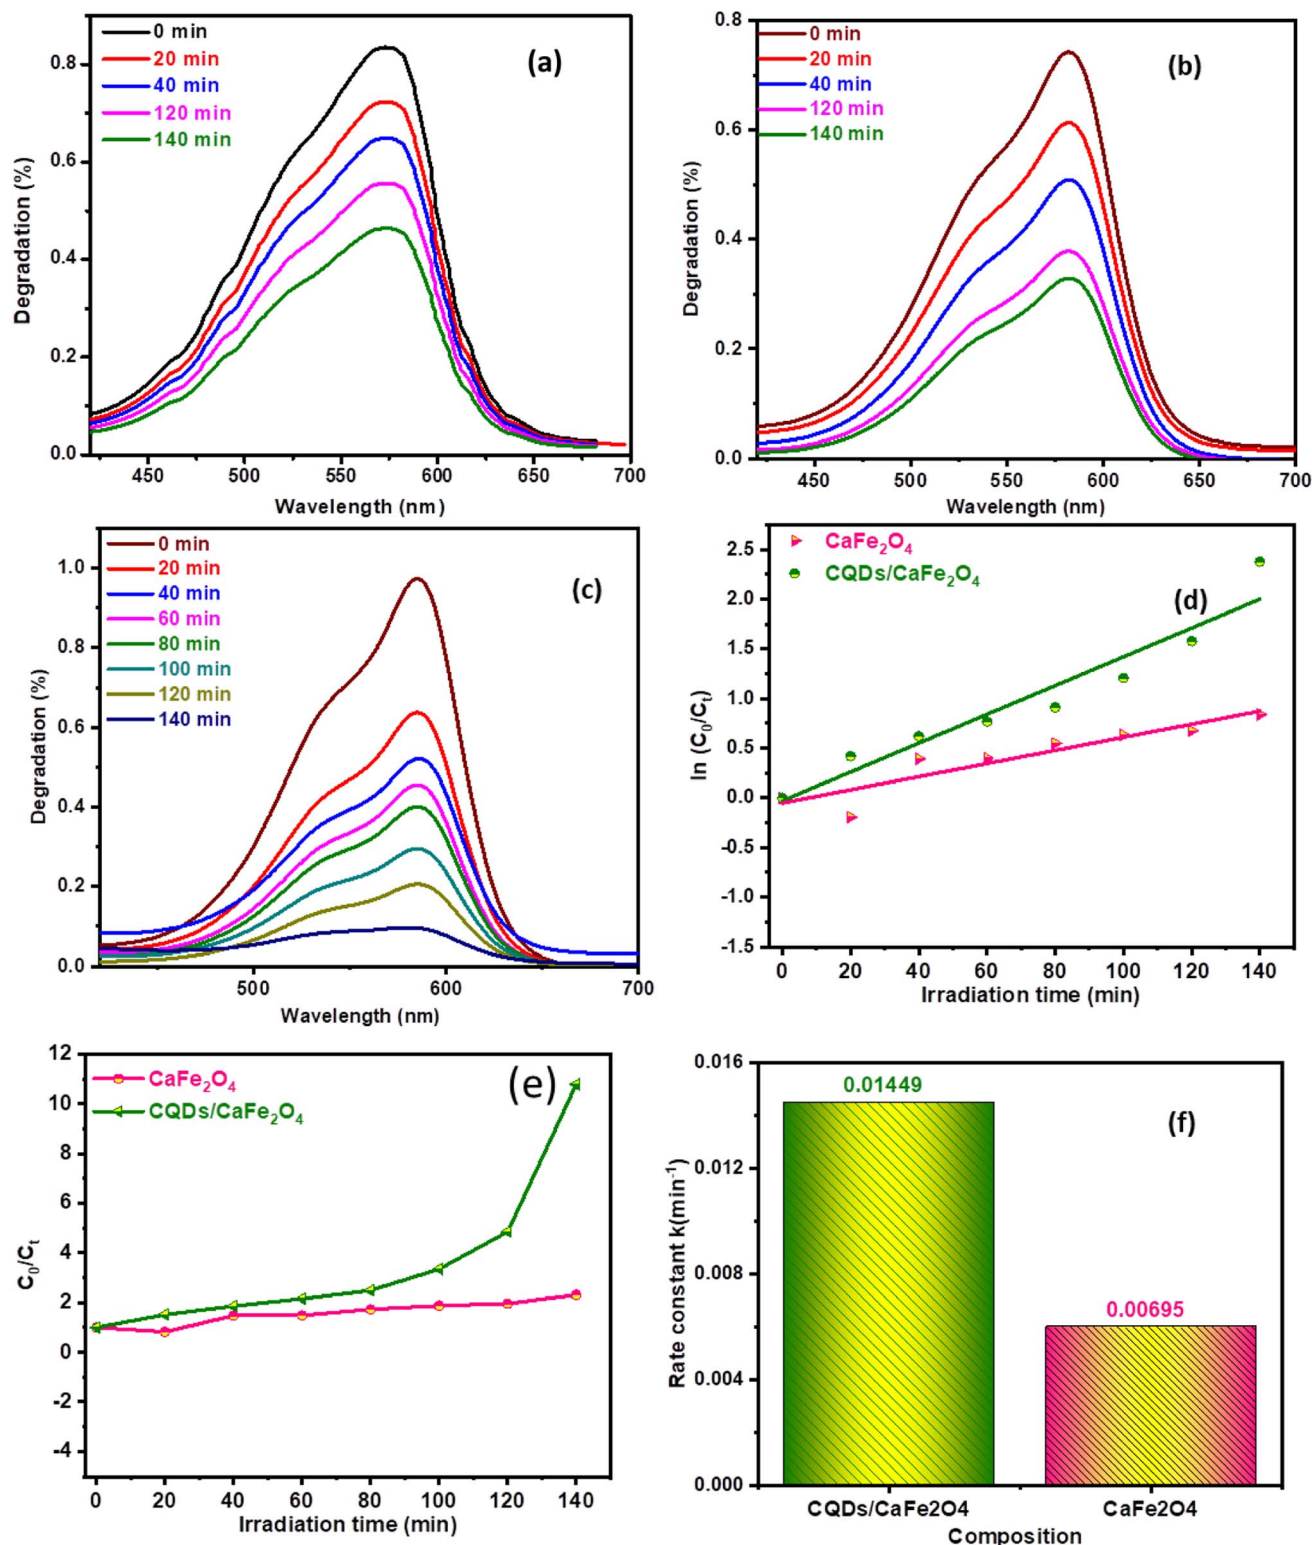 (a)
0 min
20 min
40 min
120 min
140 min
0.8
0.6
0.4
0.2
0.0
Degradation (%)
450 500 550 600 650 700
Wavelength (nm)
(b)
0 min
20 min
40 min
120 min
140 min
0.8
0.6
0.4
0.2
0.0
Degradation (%)
450 500 550 600 650 700
Wavelength (nm)
(c)
0 min
20 min
40 min
60 min
80 min
100 min
120 min
140 min
1.0
0.8
0.6
0.4
0.2
0.0
Degradation (%)
500 600 700
Wavelength (nm)
(d)
CaFe₂O₄
CQDs/CaFe₂O₄
2.5
2.0
1.5
1.0
0.5
0.0
-0.5
-1.0
-1.5
ln (C₀/Cₜ)
0 20 40 60 80 100 120 140
Irradiation time (min)
(e)
CaFe₂O₄
CQDs/CaFe₂O₄
12
10
8
6
4
2
0
-2
-4
C₀/Cₜ
0 20 40 60 80 100 120 140
Irradiation time (min)
(f)
0.016
0.012
0.008
0.004
0.000
Rate constant k(min⁻¹)
0.01449
0.00695
CQDs/CaFe2O4 CaFe2O4
Composition